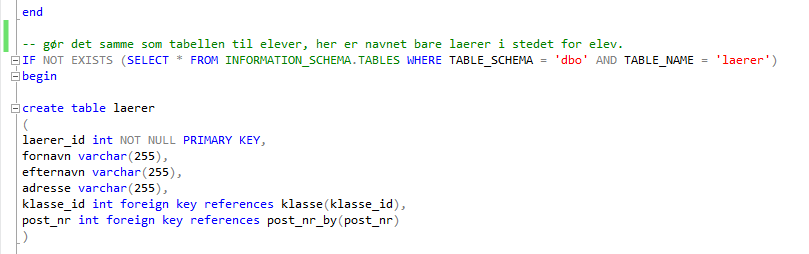 end
-- gør det samme som tabellen til elever, her er navnet bare laerer i stedet for elev.
IF NOT EXISTS (SELECT * FROM INFORMATION_SCHEMA.TABLES WHERE TABLE_SCHEMA = 'dbo' AND TABLE_NAME = 'laerer')
begin
create table laerer
(
laerer_id int NOT NULL PRIMARY KEY,
fornavn varchar(255),
efternavn varchar(255),
adresse varchar(255),
klasse_id int foreign key references klasse(klasse_id),
post_nr int foreign key references post_nr_by(post_nr)
)